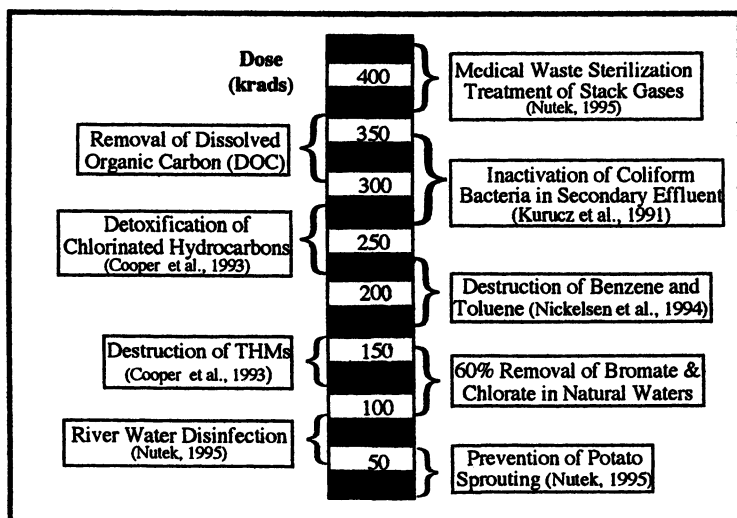 Dose
(krads)
400
350
300
250
200
150
100
50
Medical Waste Sterilization
Treatment of Stack Gases
(Nutek, 1995)
Removal of Dissolved
Organic Carbon (DOC)
Inactivation of Coliform
Bacteria in Secondary Effluent
(Kurucz et al., 1991)
Detoxification of
Chlorinated Hydrocarbons
(Cooper et al., 1993)
Destruction of Benzene and
Toluene (Nickelsen et al., 1994)
Destruction of THMs
(Cooper et al., 1993)
60% Removal of Bromate &
Chlorate in Natural Waters
River Water Disinfection
(Nutek, 1995)
Prevention of Potato
Sprouting (Nutek, 1995)